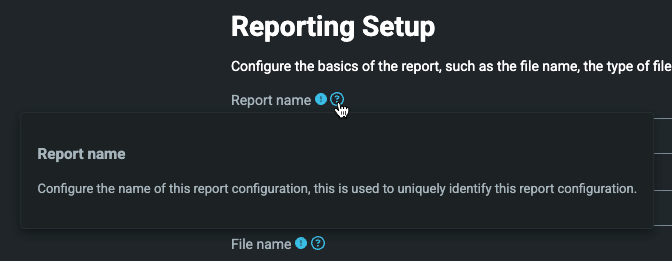 Reporting Setup
Configure the basics of the report, such as the file name, the type of file
Report name ! ?
Report name
Configure the name of this report configuration, this is used to uniquely identify this report configuration.
File name ! ?